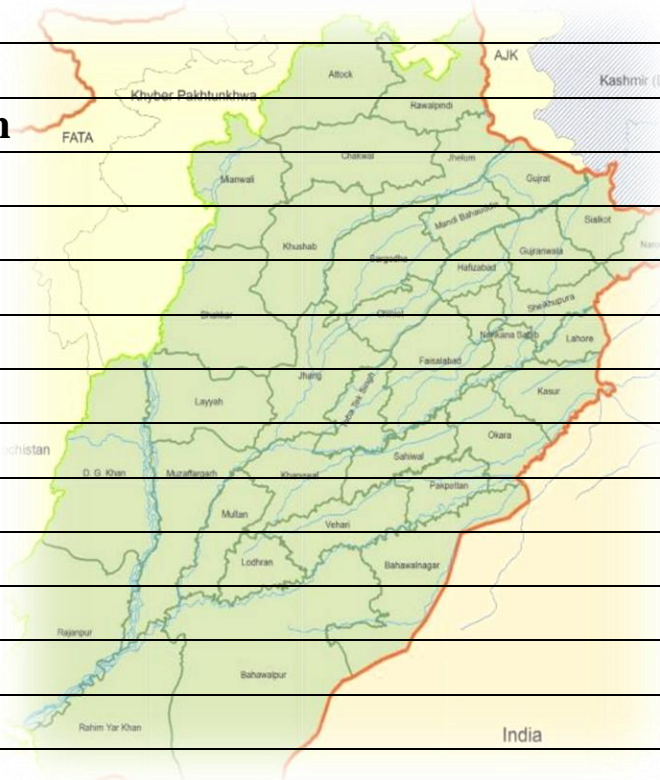 AJK
Kashmir (
Attock
Khyber Pakhtunkhwa
Rawalpindi
n
FATA
Chakwal
Jhelum
Mianwali
Gujrat
Mandi Bahauddin
Sialkot
Khushab
Naro
Gujranwala
Sargodha
Hafizabad
Sheikhupura
Bhakkar
Chiniot
Nankana Sahib
Lahore
Faisalabad
Jhang
Toba Tek Singh
Kasur
Layyah
Okara
ochistan
Sahiwal
D. G. Khan
Muzaffargarh
Khanewal
Pakpattan
Multan
Vehari
Lodhran
Bahawalnagar
Rajanpur
Bahawalpur
Rahim Yar Khan
India